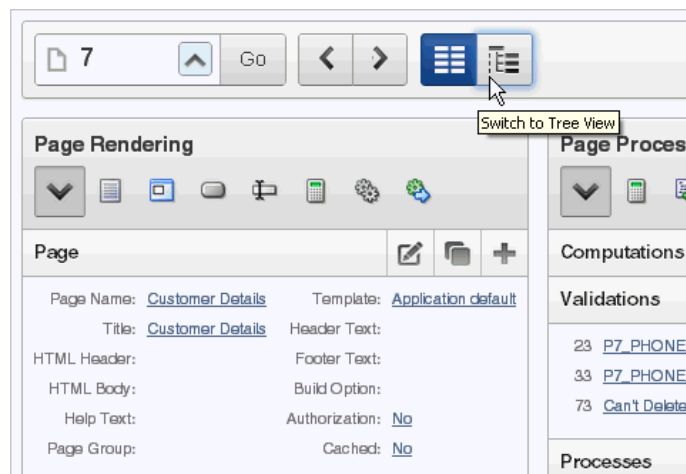 7
Go
Switch to Tree View
Page Rendering
Page
Page Name: Customer Details Template: Application default
Title: Customer Details Header Text:
HTML Header: Footer Text:
HTML Body: Build Option:
Help Text: Authorization: No
Page Group: Cached: No
Page Proces
Computations
Validations
23 P7_PHONE
33 P7_PHONE
73 Can't Delete
Processes